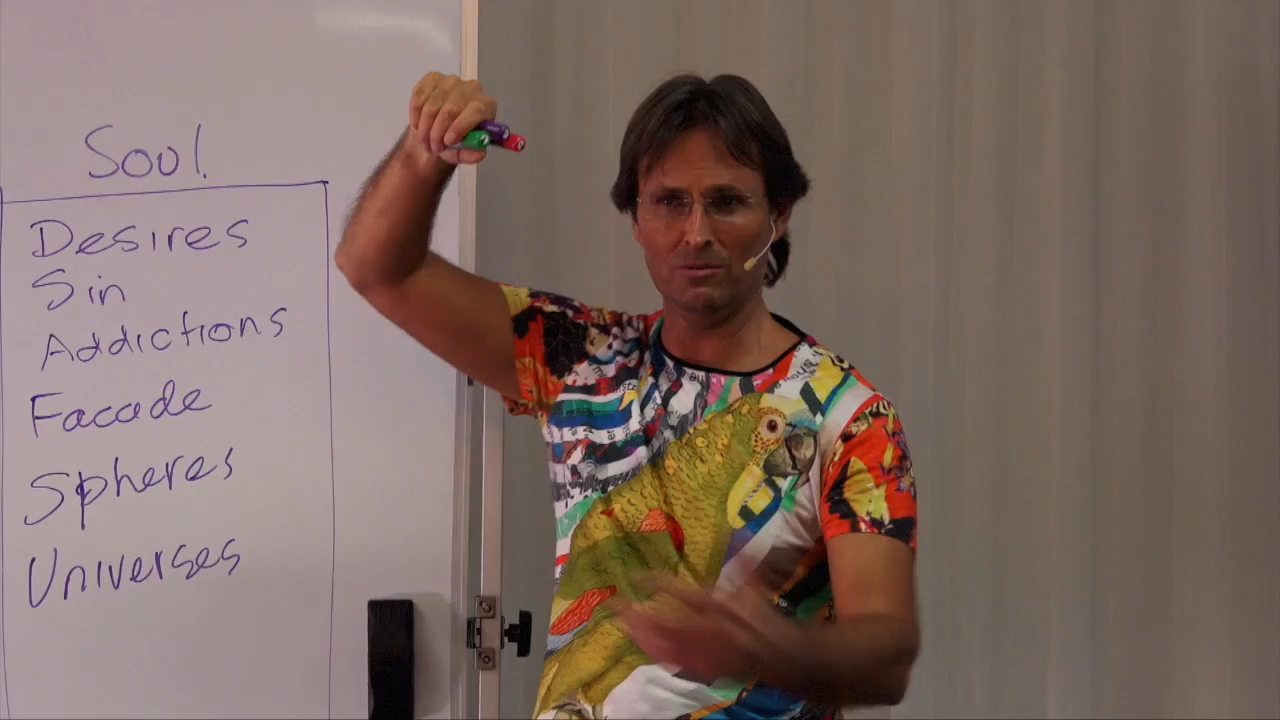 Soul
Desires
Sin
Addictions
Facade
Spheres
Universes